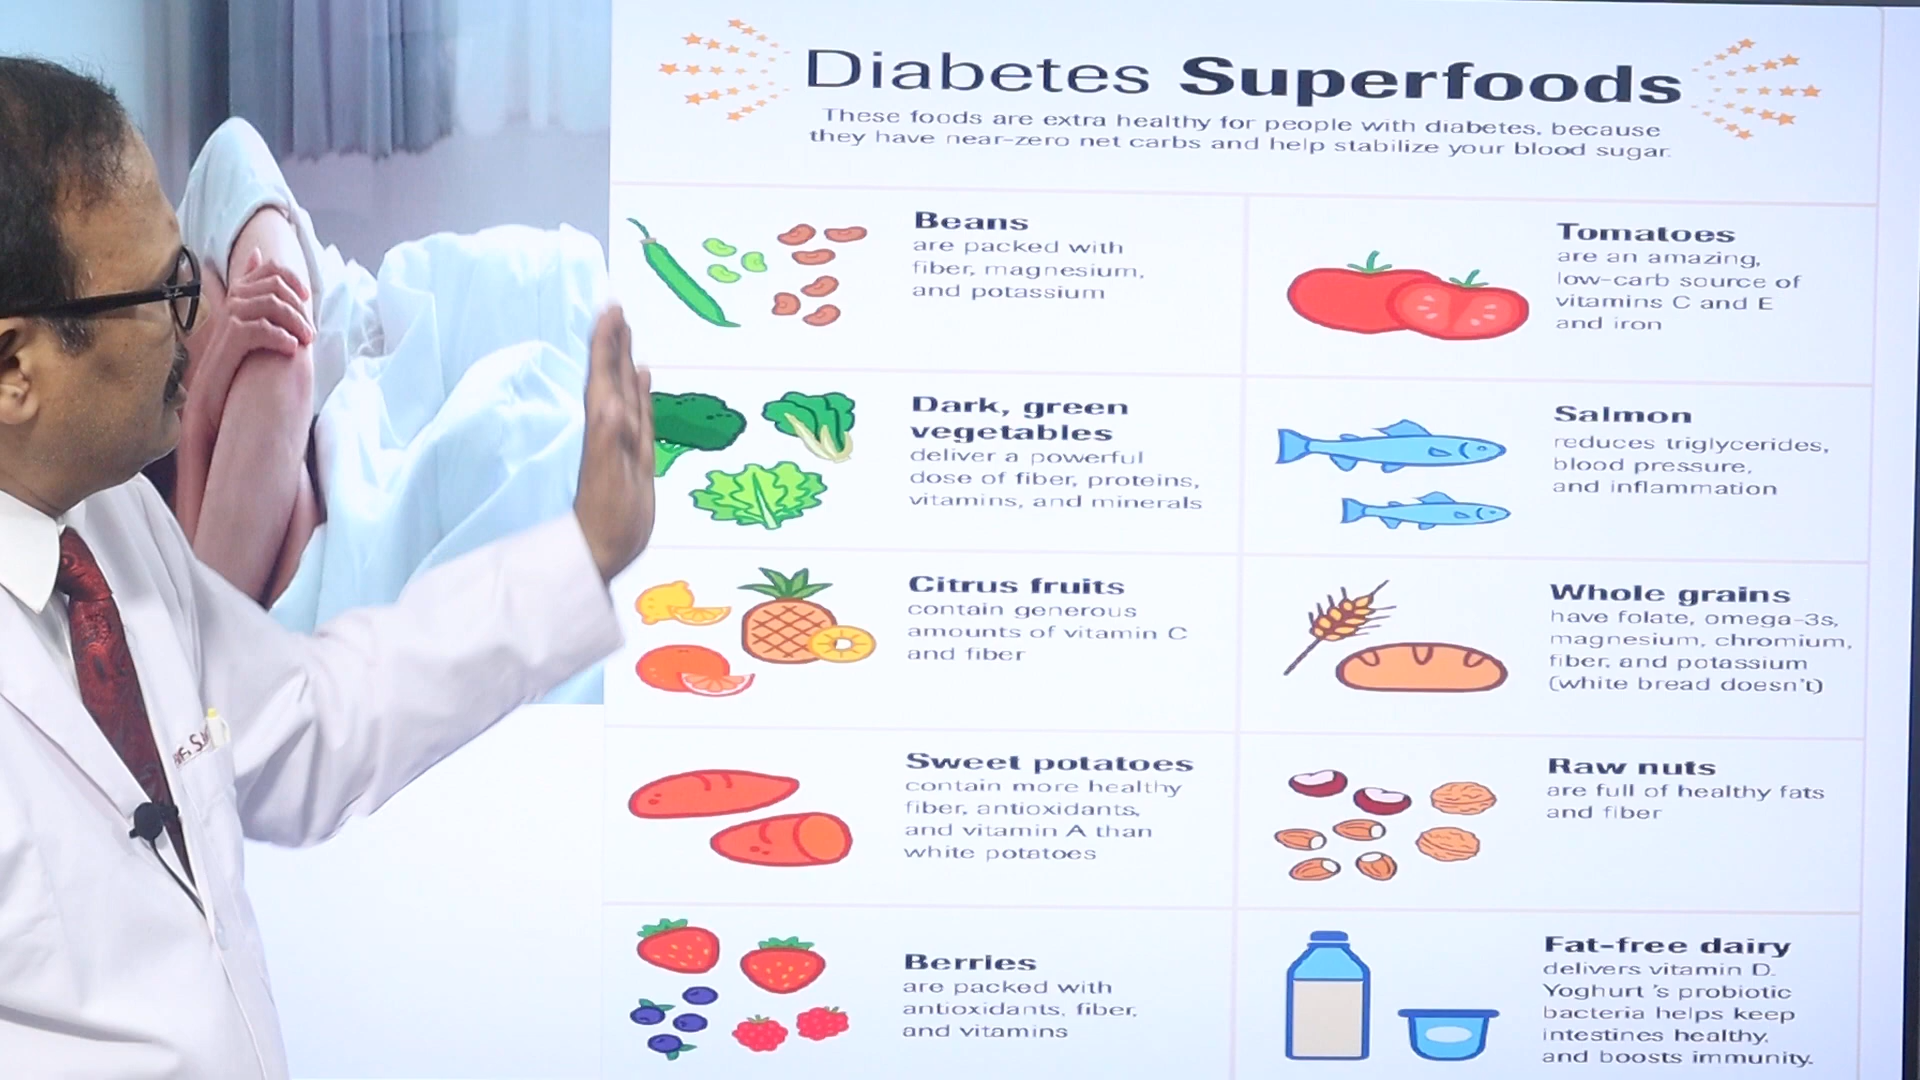 Diabetes Superfoods
These foods are extra healthy for people with diabetes, because
they have near-zero net carbs and help stabilize your blood sugar.
Beans
are packed with
fiber, magnesium,
and potassium
Tomatoes
are an amazing,
low-carb source of
vitamins C and E
and iron
Dark, green
vegetables
deliver a powerful
dose of fiber, proteins,
vitamins, and minerals
Salmon
reduces triglycerides,
blood pressure,
and inflammation
Citrus fruits
contain generous
amounts of vitamin C
and fiber
Whole grains
have folate, omega-3s,
magnesium, chromium,
fiber, and potassium
(white bread doesn't)
Sweet potatoes
contain more healthy
fiber, antioxidants,
and vitamin A than
white potatoes
Raw nuts
are full of healthy fats
and fiber
Berries
are packed with
antioxidants, fiber,
and vitamins
Fat-free dairy
delivers vitamin D.
Yoghurt 's probiotic
bacteria helps keep
intestines healthy,
and boosts immunity.